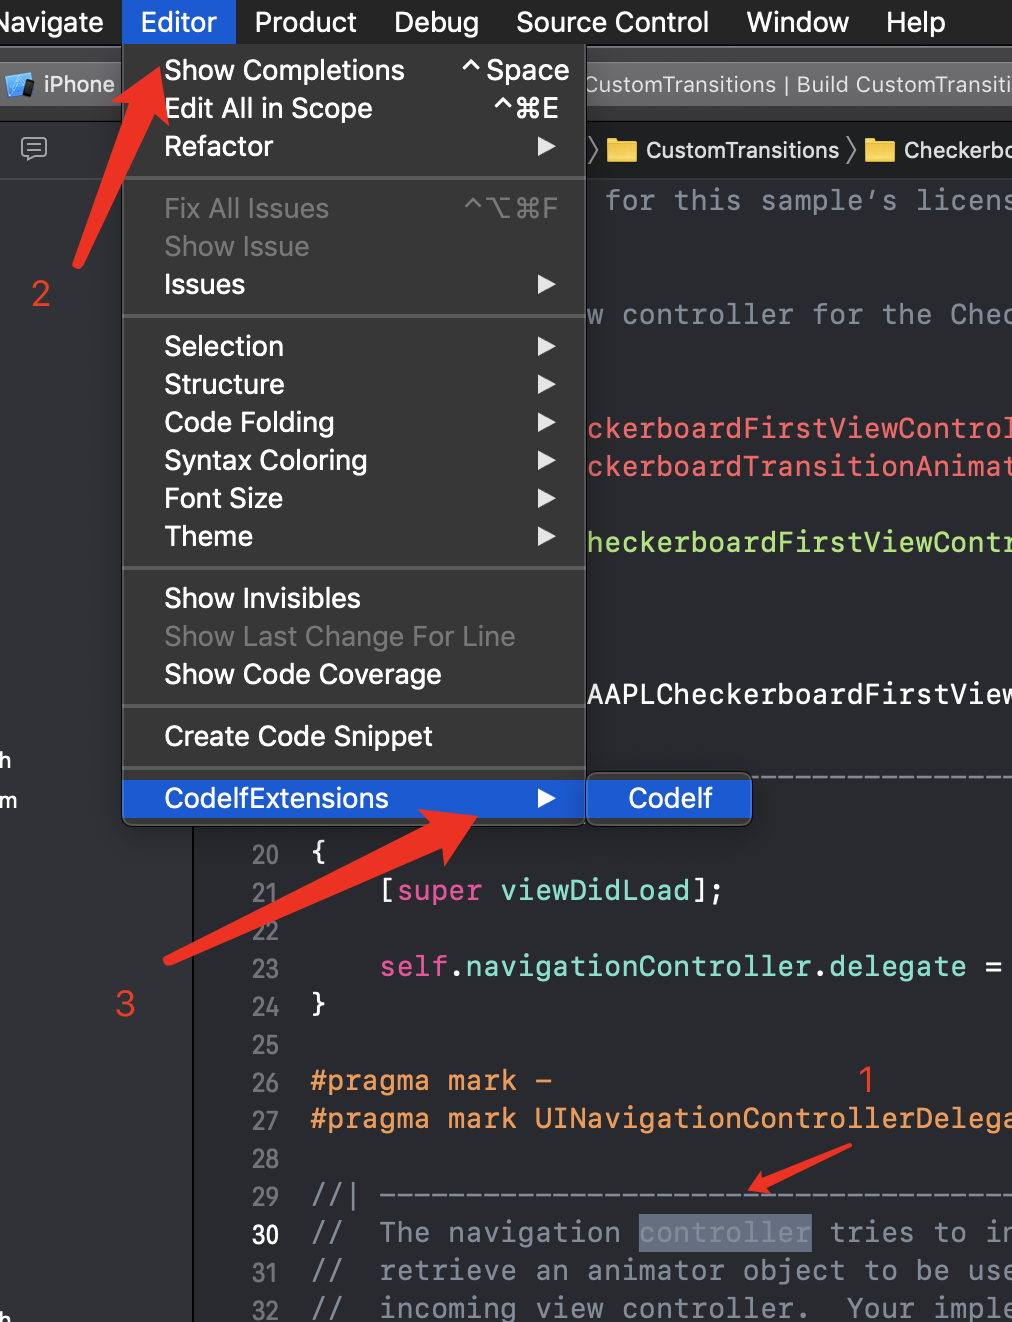 Navigate Editor Product Debug Source Control Window Help
iPhone
CustomTransitions | Build CustomTransiti
Show Completions ^ Space
Edit All in Scope ^⌘E
Refactor ▶
CustomTransitions 〉 Checkerbo
Fix All Issues ^⌥⌘F
for this sample’s licens
Show Issue
Issues ▶
2
w controller for the Chec
Selection ▶
Structure ▶
Code Folding ▶
ckerboardFirstViewControl
Syntax Coloring ▶
ckerboardTransitionAnimat
Font Size ▶
Theme ▶
heckerboardFirstViewContr
Show Invisibles
Show Last Change For Line
Show Code Coverage
AAPLCheckerboardFirstView
Create Code Snippet
h
m
CodelfExtensions ▶ Codelf
20 {
21 [super viewDidLoad];
22
23 self.navigationController.delegate =
3
24 }
25
26 #pragma mark -
1
27 #pragma mark UINavigationControllerDelega
28
29 //| -------------------------------------
30 // The navigation controller tries to in
31 // retrieve an animator object to be use
32 // incoming view controller. Your imple
h